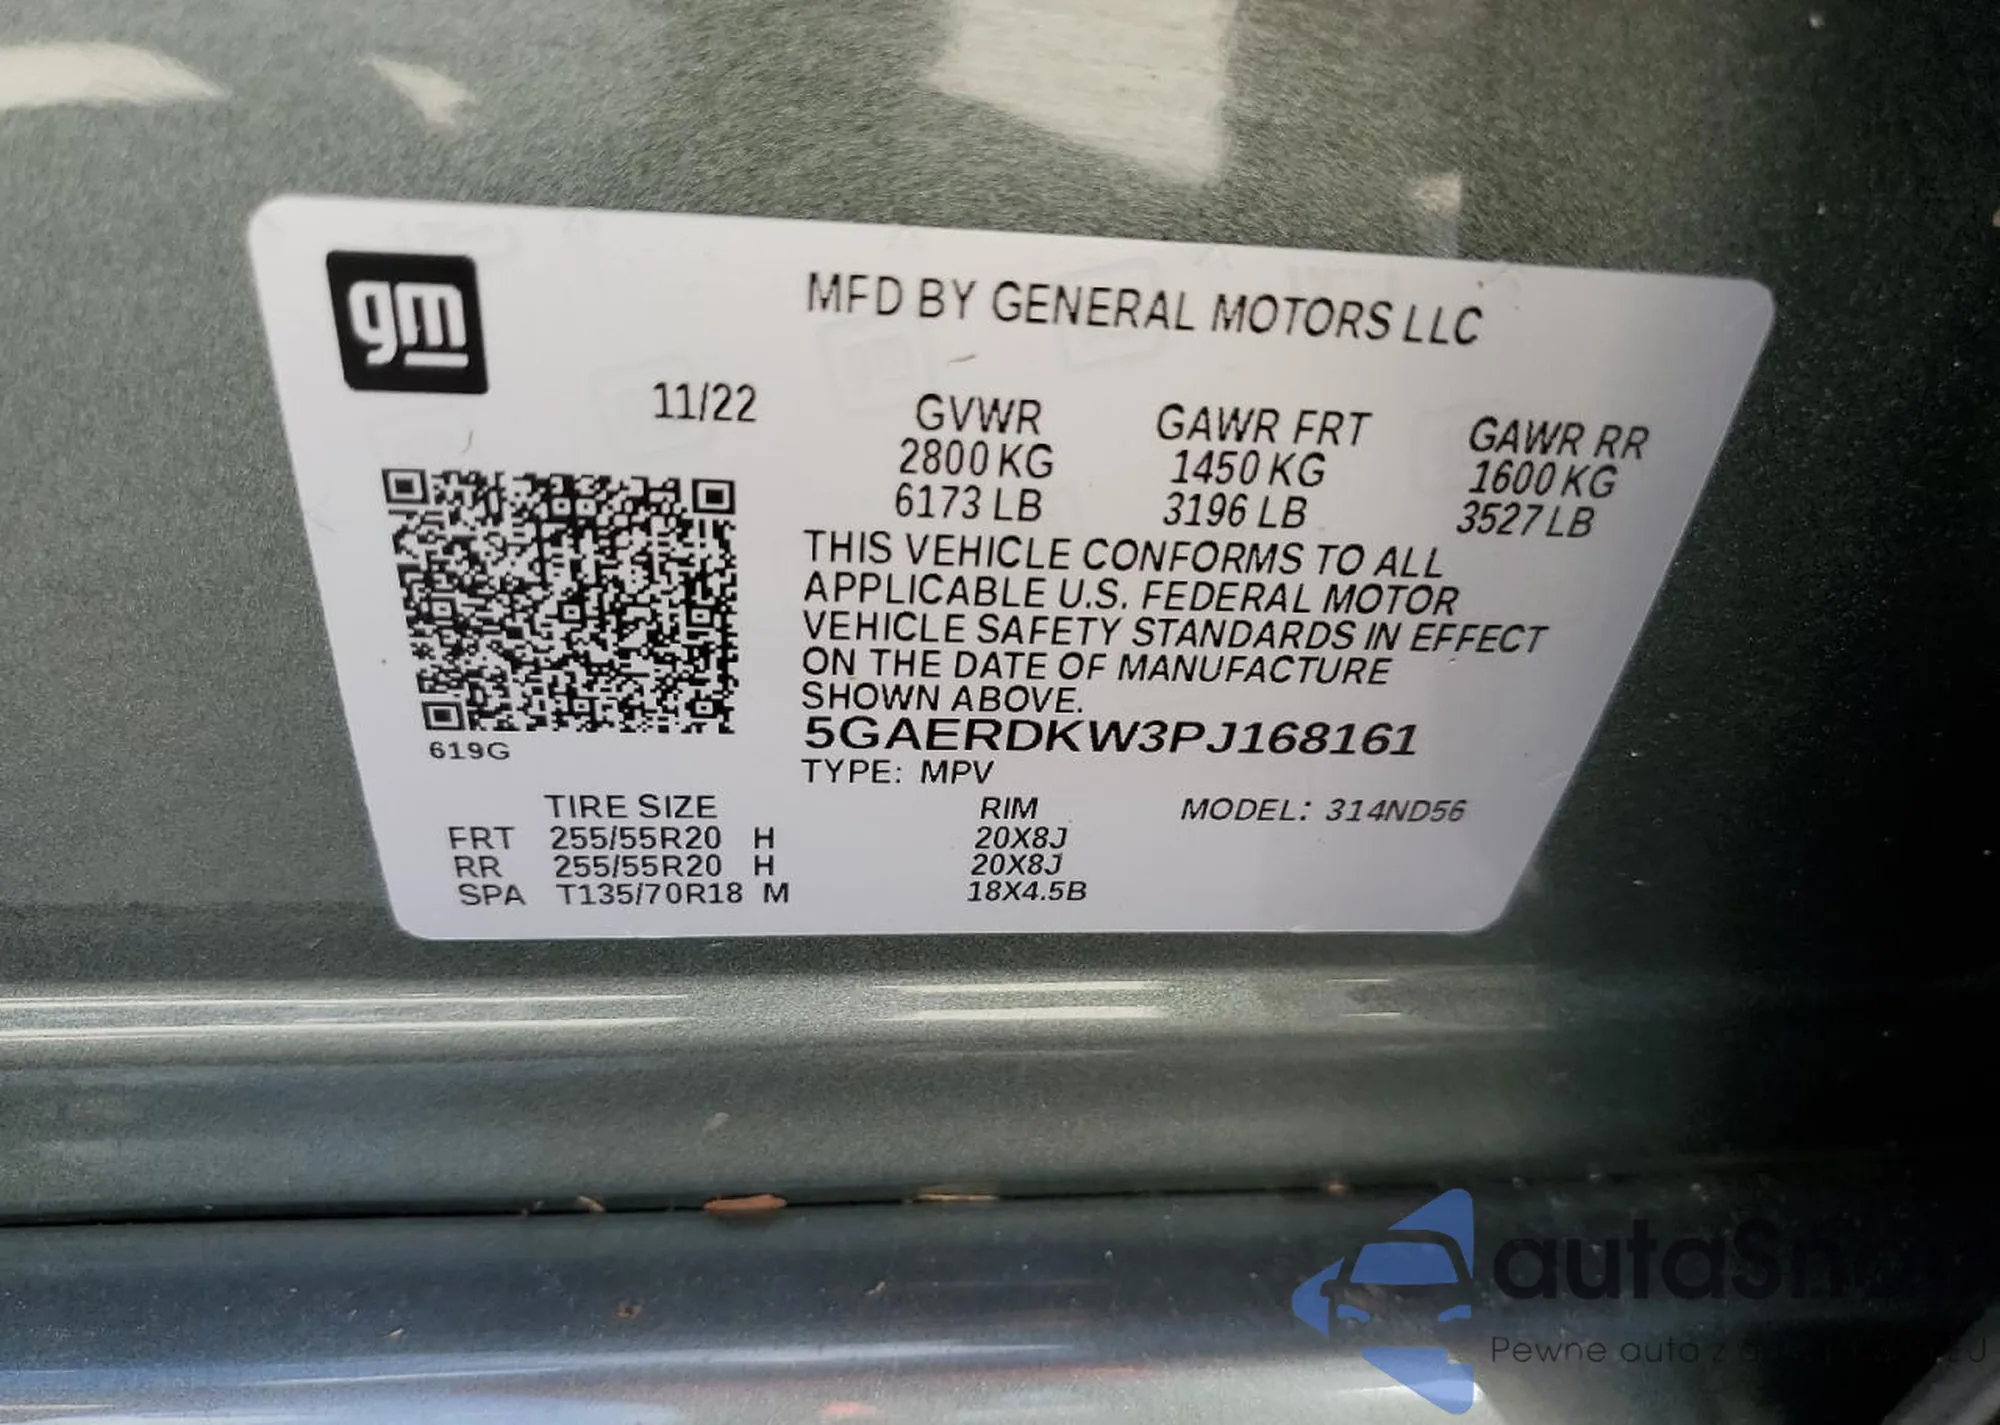 gm
MFD BY GENERAL MOTORS LLC
11/22
GVWR GAWR FRT GAWR RR
2800 KG 1450 KG 1600 KG
6173 LB 3196 LB 3527 LB
THIS VEHICLE CONFORMS TO ALL
APPLICABLE U.S. FEDERAL MOTOR
VEHICLE SAFETY STANDARDS IN EFFECT
ON THE DATE OF MANUFACTURE
SHOWN ABOVE.
5GAERDKW3PJ168161
619G
TYPE: MPV
TIRE SIZE RIM MODEL: 314ND56
FRT 255/55R20 H 20X8J
RR 255/55R20 H 20X8J
SPA T135/70R18 M 18X4.5B
Pewne auto z